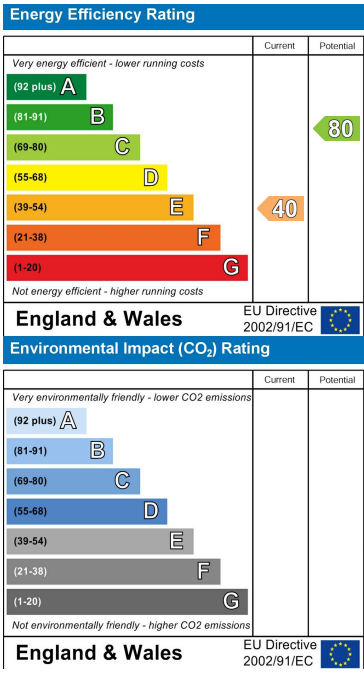 Energy Efficiency Rating
Current Potential
Very energy efficient - lower running costs
(92 plus) A
(81-91) B
(69-80) C
80
(55-68) D
(39-54) E
40
(21-38) F
(1-20) G
Not energy efficient - higher running costs
England & Wales
EU Directive
2002/91/EC
Environmental Impact (CO₂) Rating
Current Potential
Very environmentally friendly - lower CO2 emissions
(92 plus) A
(81-91) B
(69-80) C
(55-68) D
(39-54) E
(21-38) F
(1-20) G
Not environmentally friendly - higher CO2 emissions
England & Wales
EU Directive
2002/91/EC